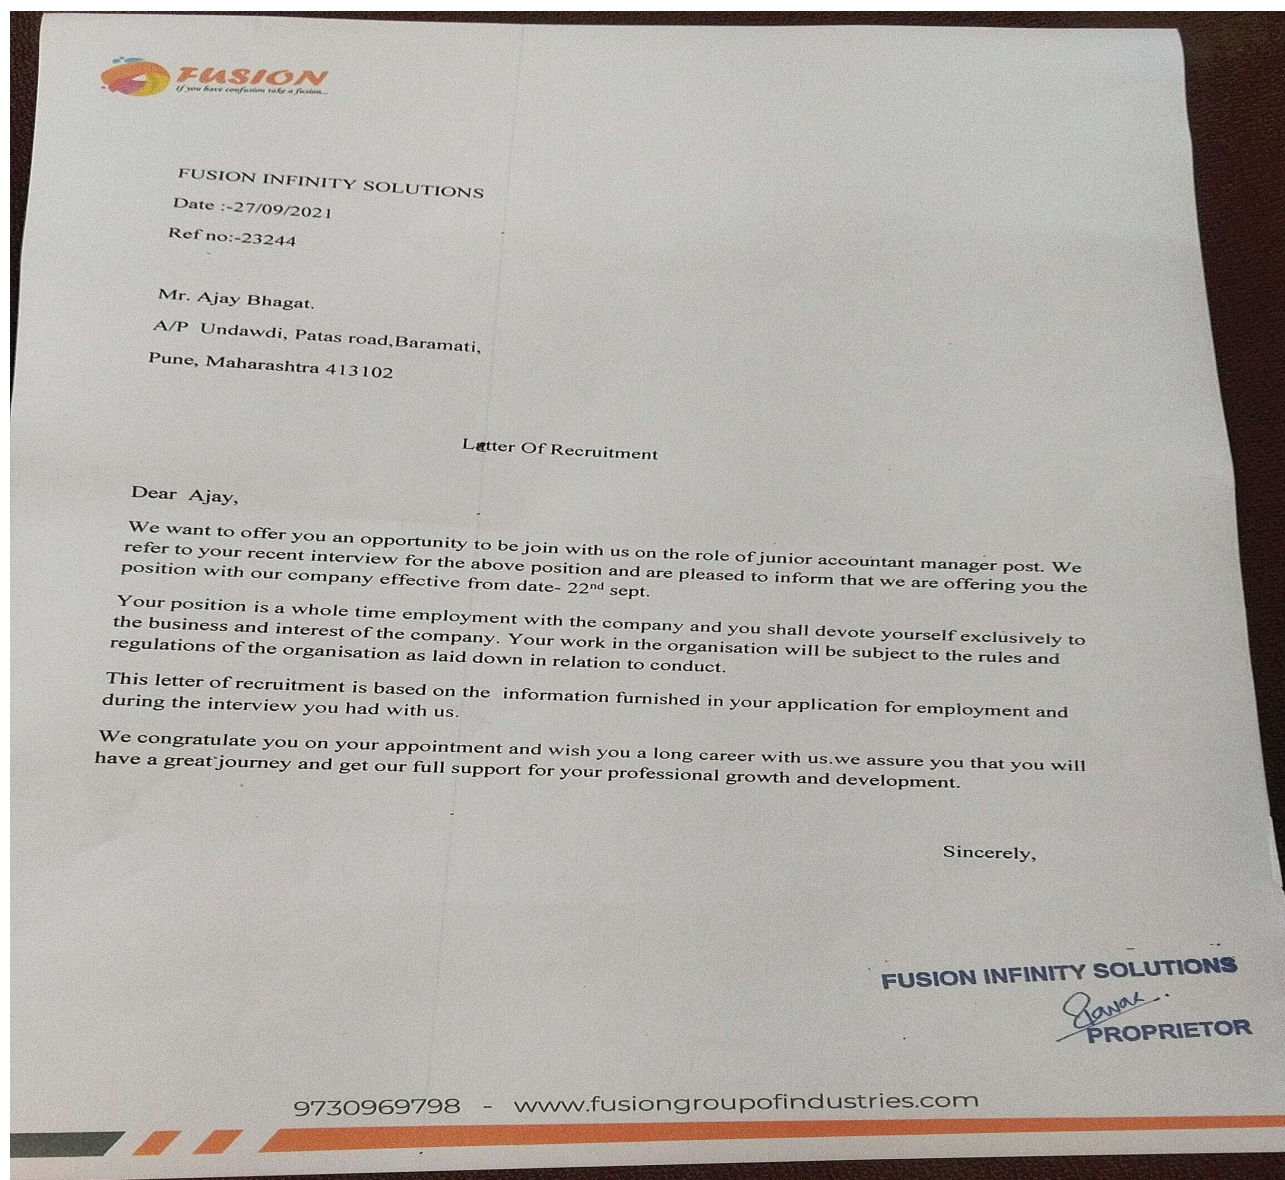 FUSION
If you have confusion take a fusion...
FUSION INFINITY SOLUTIONS
Date :-27/09/2021
Ref no:-23244
Mr. Ajay Bhagat.
A/P Undawdi, Patas road,Baramati,
Pune, Maharashtra 413102
Letter Of Recruitment
Dear Ajay,
We want to offer you an opportunity to be join with us on the role of junior accountant manager post. We
refer to your recent interview for the above position and are pleased to inform that we are offering you the
position with our company effective from date- 22nd sept.
Your position is a whole time employment with the company and you shall devote yourself exclusively to
the business and interest of the company. Your work in the organisation will be subject to the rules and
regulations of the organisation as laid down in relation to conduct.
This letter of recruitment is based on the information furnished in your application for employment and
during the interview you had with us.
We congratulate you on your appointment and wish you a long career with us.we assure you that you will
have a great journey and get our full support for your professional growth and development.
Sincerely,
FUSION INFINITY SOLUTIONS
PROPRIETOR
9730969798 - www.fusiongroupofindustries.com